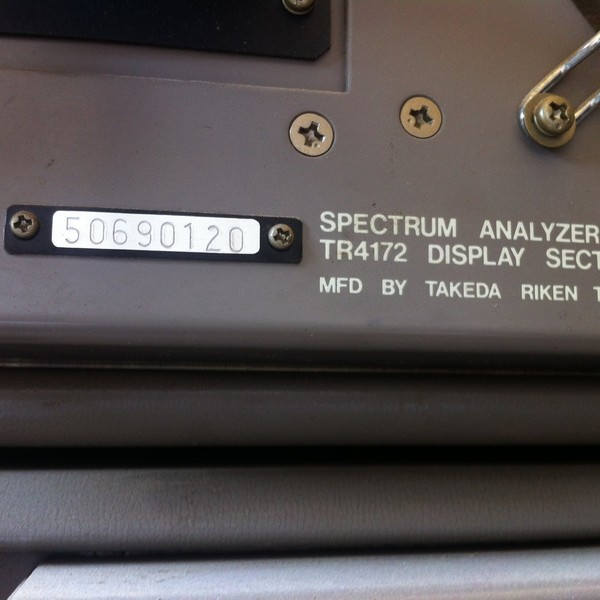 50690120
SPECTRUM ANALYZER
TR4172 DISPLAY SECT
MFD BY TAKEDA RIKEN T